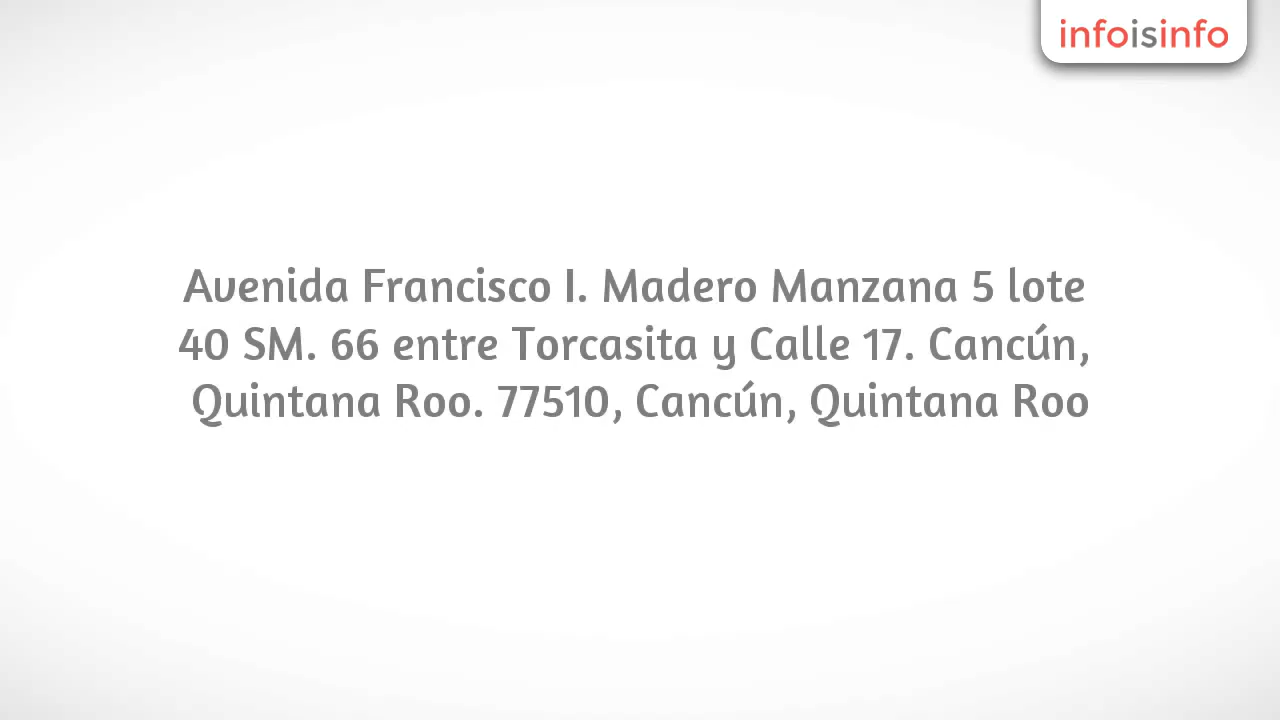 infoisinfo
Avenida Francisco I. Madero Manzana 5 lote
40 SM. 66 entre Torcasita y Calle 17. Cancún,
Quintana Roo. 77510, Cancún, Quintana Roo